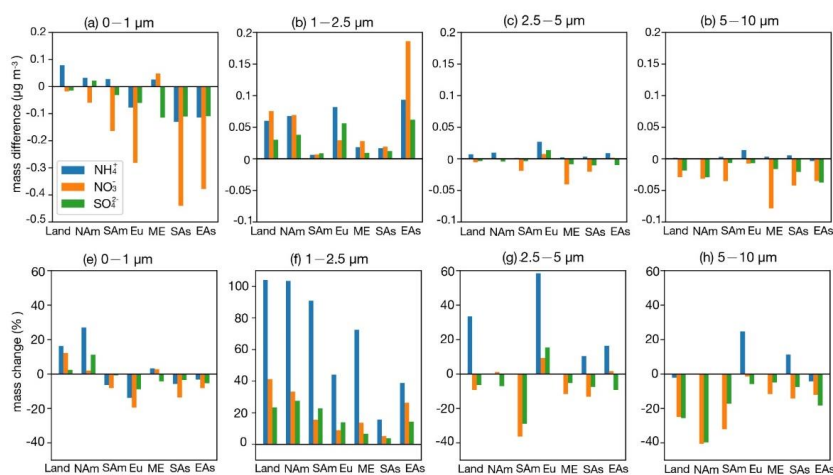 (a) 0−1 μm
(b) 1−2.5 μm
(c) 2.5−5 μm
(b) 5−10 μm
mass difference (μg m⁻³)
0.2
0.1
0
-0.1
-0.2
-0.3
-0.4
-0.5
NH₄⁺
NO₃⁻
SO₄²⁻
Land NAm SAm Eu ME SAs EAs
0.2
0.15
0.1
0.05
0
-0.05
-0.1
Land NAm SAm Eu ME SAs EAs
0.2
0.15
0.1
0.05
0
-0.05
-0.1
Land NAm SAm Eu ME SAs EAs
0.2
0.15
0.1
0.05
0
-0.05
-0.1
Land NAm SAm Eu ME SAs EAs
(e) 0−1 μm
(f) 1−2.5 μm
(g) 2.5−5 μm
(h) 5−10 μm
mass change (%)
60
40
20
0
-20
-40
Land NAm SAm Eu ME SAs EAs
100
80
60
40
20
0
Land NAm SAm Eu ME SAs EAs
60
40
20
0
-20
-40
Land NAm SAm Eu ME SAs EAs
60
40
20
0
-20
-40
Land NAm SAm Eu ME SAs EAs